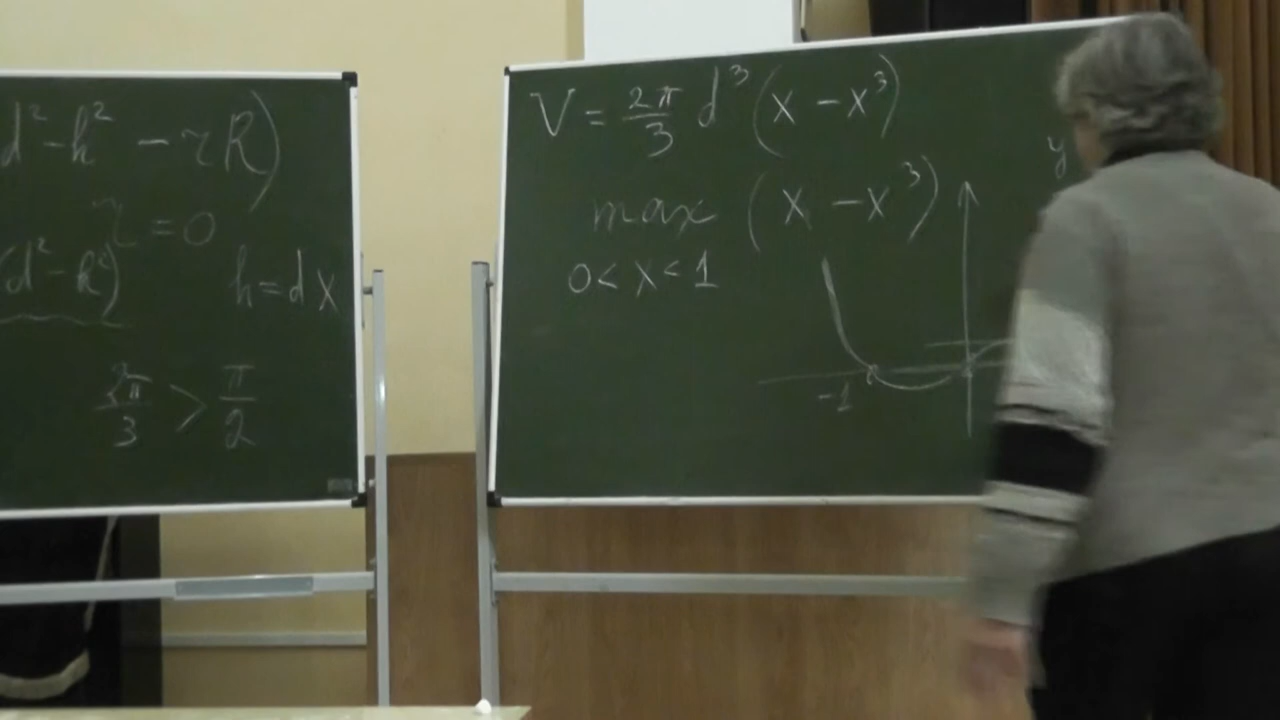 d² - h² - rR)
r = 0
(d² - h²)
h = dx
2π/3 > π/2
V = 2π/3 d³ (x - x³)
max (x - x³)
0 < x < 1
y
-1